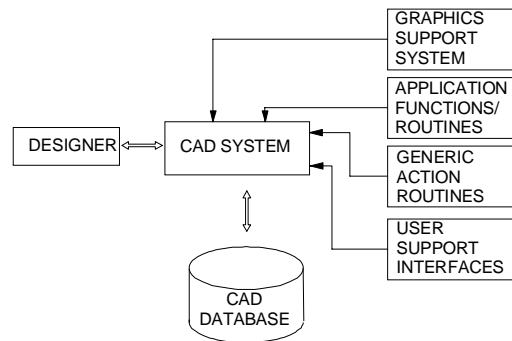 GRAPHICS
SUPPORT
SYSTEM
APPLICATION
FUNCTIONS/
ROUTINES
DESIGNER
CAD SYSTEM
GENERIC
ACTION
ROUTINES
USER
SUPPORT
INTERFACES
CAD
DATABASE